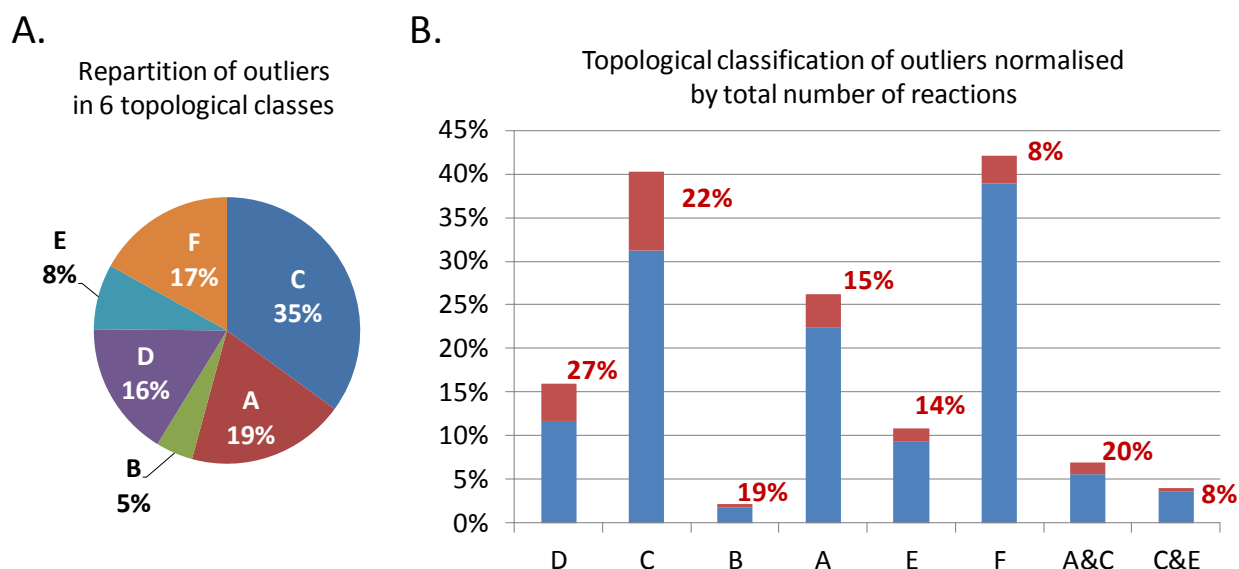 A.
Repartition of outliers
in 6 topological classes
E
8%
F
17%
C
35%
D
16%
A
19%
B
5%
B.
Topological classification of outliers normalised
by total number of reactions
45%
40%
35%
30%
25%
20%
15%
10%
5%
0%
27%
22%
19%
15%
14%
8%
20%
8%
D C B A E F A&C C&E